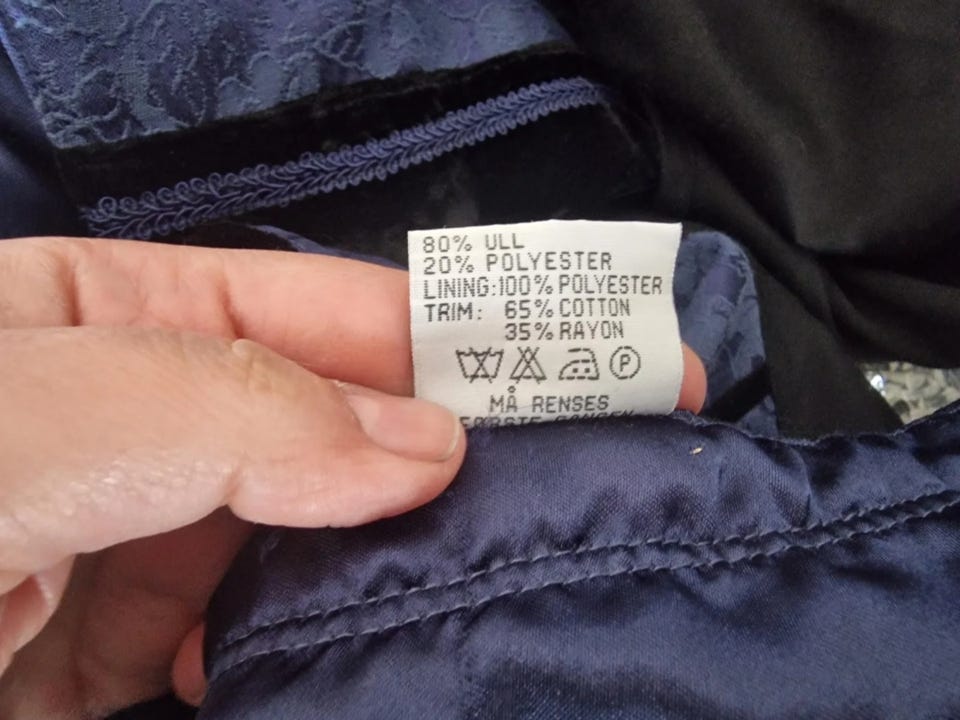 80% ULL
20% POLYESTER
LINING:100% POLYESTER
TRIM: 65% COTTON
35% RAYON
P
MÅ RENSES